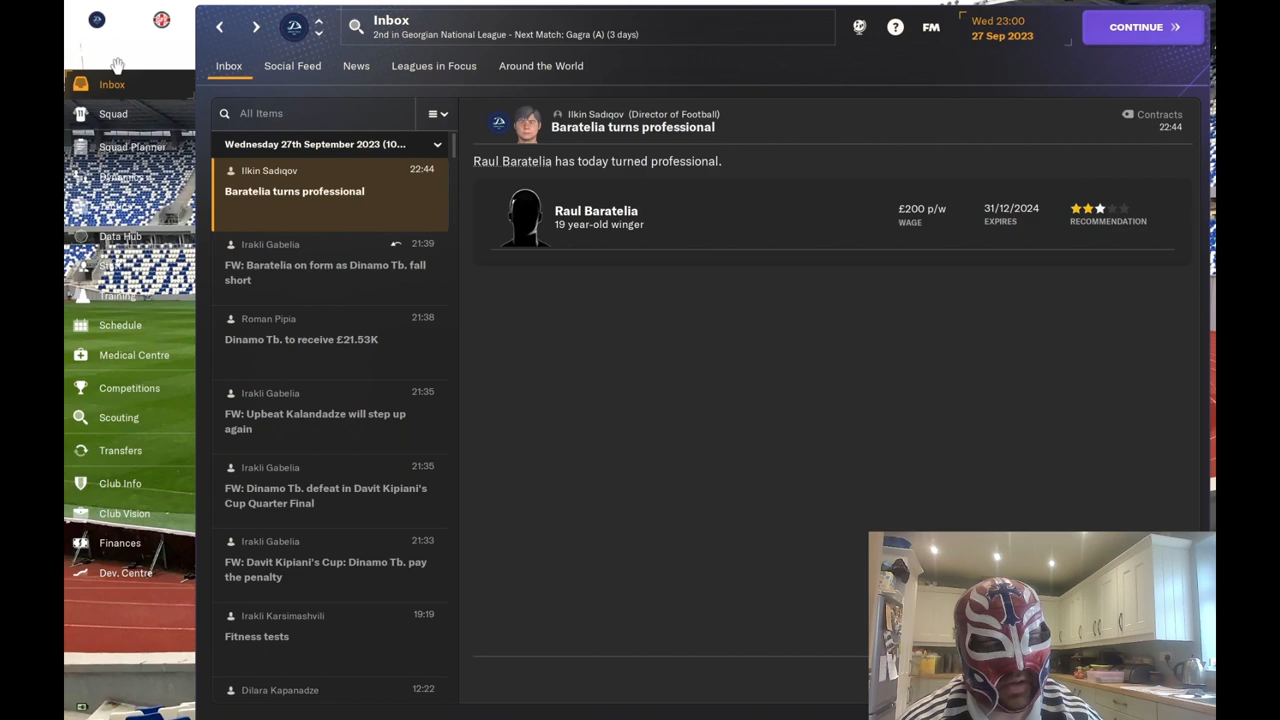 Inbox
2nd in Georgian National League - Next Match: Gagra (A) (3 days)
FM
Wed 23:00
27 Sep 2023
CONTINUE
Inbox
Social Feed
News
Leagues in Focus
Around the World
Inbox
Squad
Squad Planner
Dynamics
Data Hub
Staff
Training
Schedule
Medical Centre
Competitions
Scouting
Transfers
Club Info
Club Vision
Finances
Dev. Centre
All Items
Wednesday 27th September 2023 (10...
Ilkin Sadıqov 22:44
Baratelia turns professional
Irakli Gabelia 21:39
FW: Baratelia on form as Dinamo Tb. fall
short
Roman Pipia 21:38
Dinamo Tb. to receive £21.53K
Irakli Gabelia 21:35
FW: Upbeat Kalandadze will step up
again
Irakli Gabelia 21:35
FW: Dinamo Tb. defeat in Davit Kipiani's
Cup Quarter Final
Irakli Gabelia 21:33
FW: Davit Kipiani's Cup: Dinamo Tb. pay
the penalty
Irakli Karsimashvili 19:19
Fitness tests
Dilara Kapanadze 12:22
Ilkin Sadıqov (Director of Football)
Baratelia turns professional
Contracts
22:44
Raul Baratelia has today turned professional.
Raul Baratelia
19 year-old winger
£200 p/w
WAGE
31/12/2024
EXPIRES
RECOMMENDATION